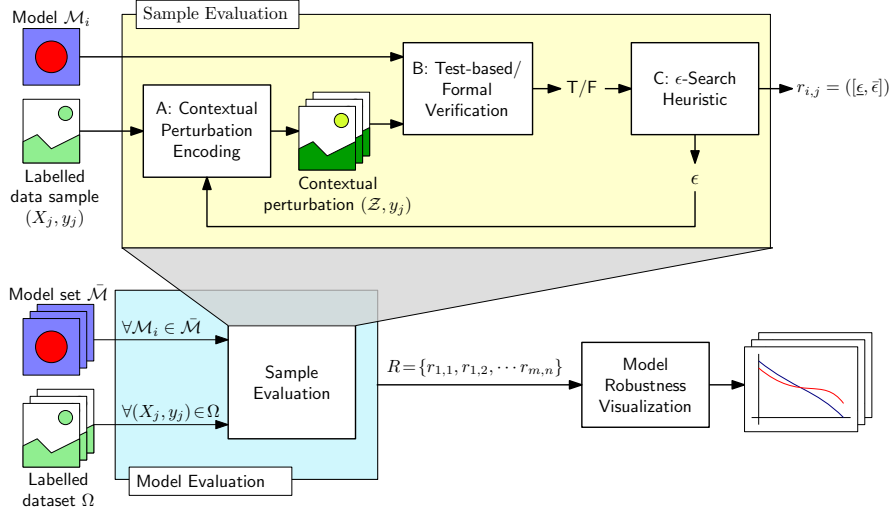 Model ℳᵢ
Sample Evaluation
Labelled
data sample
(Xⱼ, yⱼ)
A: Contextual
Perturbation
Encoding
Contextual
perturbation (𝒵, yⱼ)
B: Test-based/
Formal
Verification
T/F
C: ϵ-Search
Heuristic
rᵢ,ⱼ = ([ϵ̲, ϵ̄])
ϵ
Model set ℳ̄
∀ℳᵢ ∈ ℳ̄
∀(Xⱼ, yⱼ) ∈ Ω
Labelled
dataset Ω
Sample
Evaluation
Model Evaluation
R = {r₁,₁, r₁,₂, ⋯ rₘ,ₙ}
Model
Robustness
Visualization